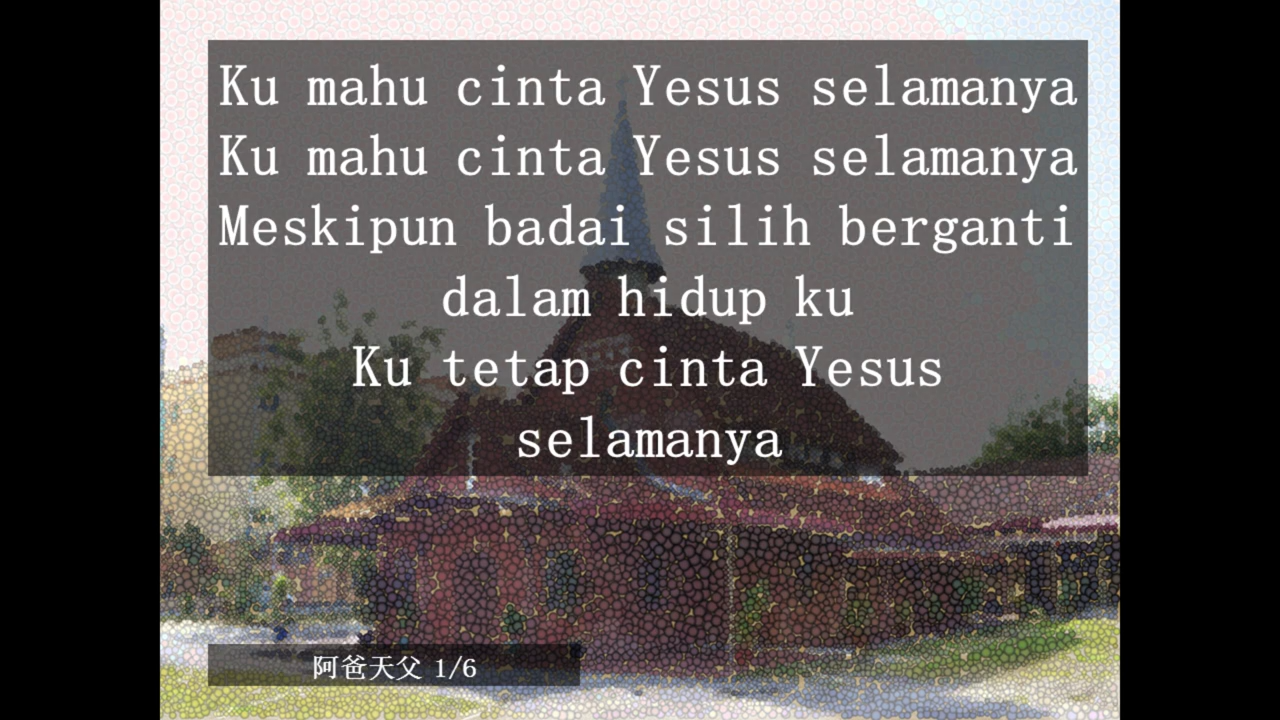 Ku mahu cinta Yesus selamanya
Ku mahu cinta Yesus selamanya
Meskipun badai silih berganti
dalam hidup ku
Ku tetap cinta Yesus
selamanya
阿爸天父 1/6